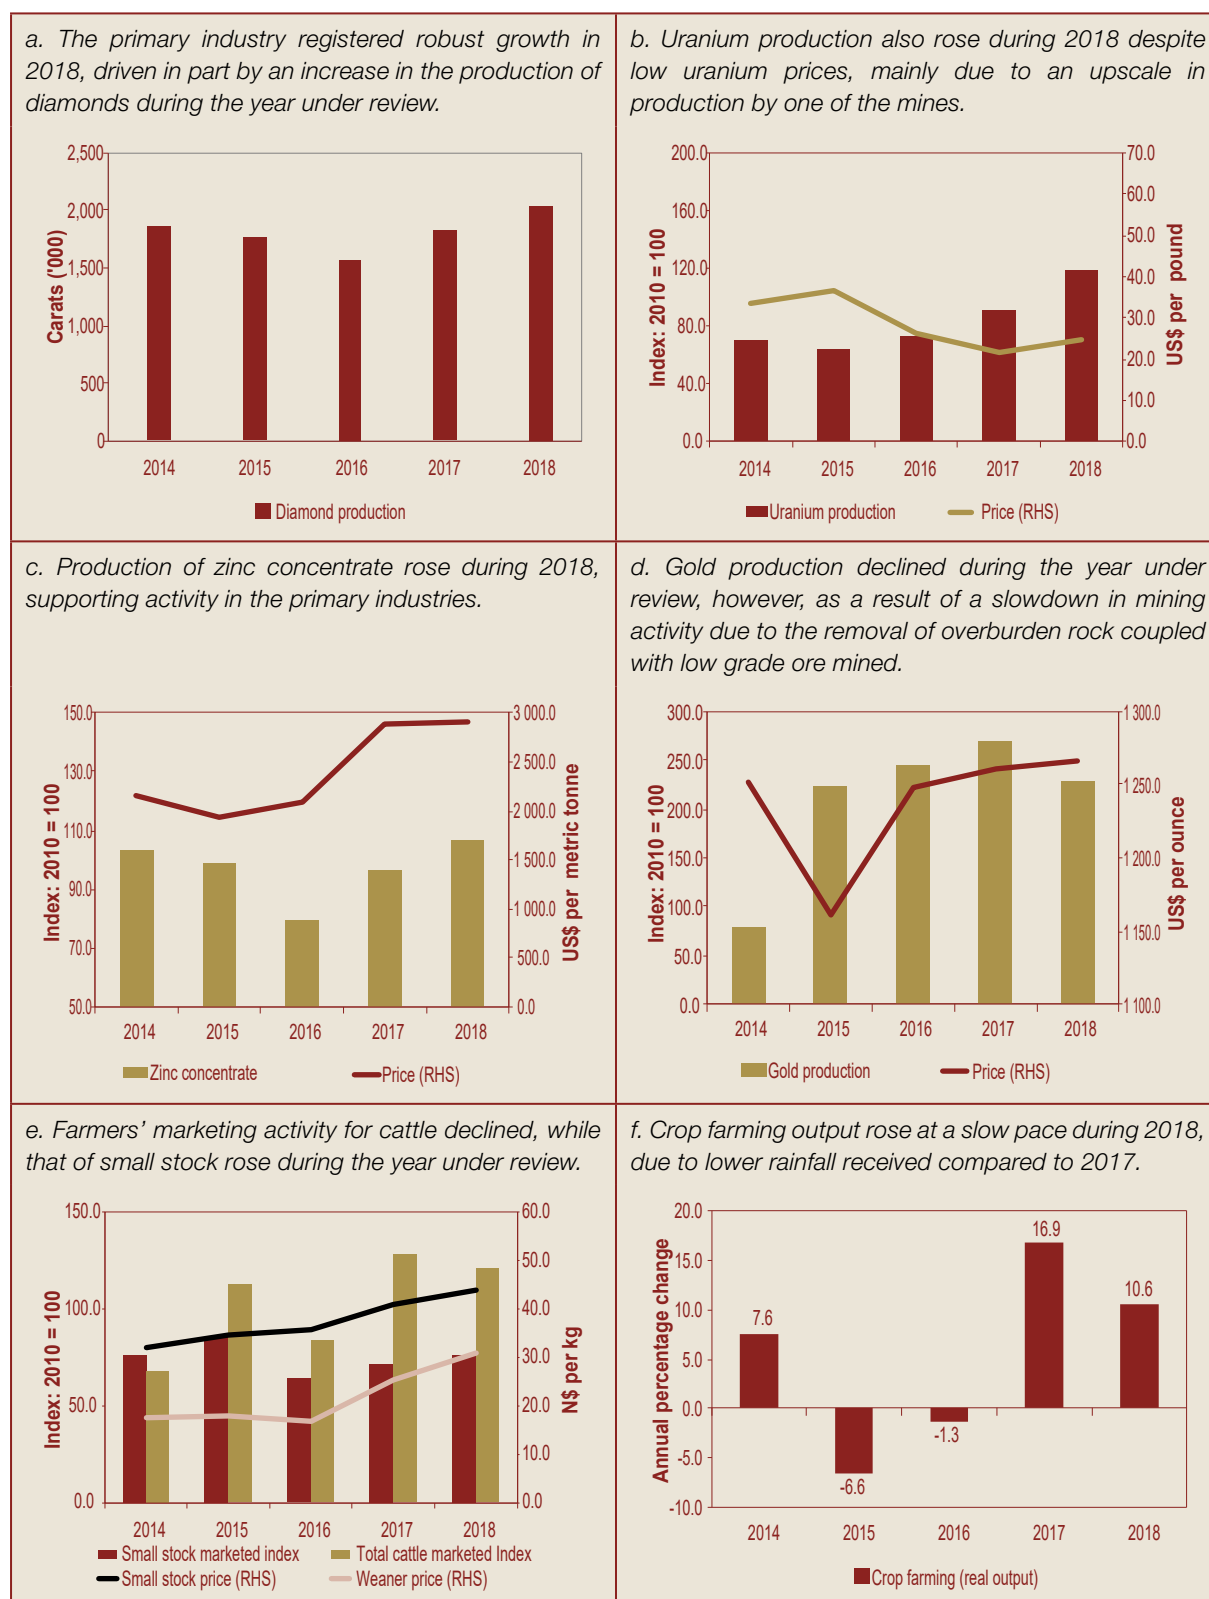 a. The primary industry registered robust growth in
2018, driven in part by an increase in the production of
diamonds during the year under review.
2,500
2,000
1,500
1,000
500
0
Carats ('000)
2014 2015 2016 2017 2018
Diamond production
b. Uranium production also rose during 2018 despite
low uranium prices, mainly due to an upscale in
production by one of the mines.
200.0
160.0
120.0
80.0
40.0
0.0
Index: 2010 = 100
70.0
60.0
50.0
40.0
30.0
20.0
10.0
0.0
US$ per pound
2014 2015 2016 2017 2018
Uranium production Price (RHS)
c. Production of zinc concentrate rose during 2018,
supporting activity in the primary industries.
150.0
130.0
110.0
90.0
70.0
50.0
Index: 2010 = 100
3 000.0
2 500.0
2 000.0
1 500.0
1 000.0
500.0
0.0
US$ per metric tonne
2014 2015 2016 2017 2018
Zinc concentrate Price (RHS)
d. Gold production declined during the year under
review, however, as a result of a slowdown in mining
activity due to the removal of overburden rock coupled
with low grade ore mined.
300.0
250.0
200.0
150.0
100.0
50.0
0.0
Index: 2010 = 100
1 300.0
1 250.0
1 200.0
1 150.0
1 100.0
US$ per ounce
2014 2015 2016 2017 2018
Gold production Price (RHS)
e. Farmers' marketing activity for cattle declined, while
that of small stock rose during the year under review.
150.0
100.0
50.0
0.0
Index: 2010 = 100
60.0
50.0
40.0
30.0
20.0
10.0
0.0
N$ per kg
2014 2015 2016 2017 2018
Small stock marketed index Total cattle marketed Index
Small stock price (RHS) Weaner price (RHS)
f. Crop farming output rose at a slow pace during 2018,
due to lower rainfall received compared to 2017.
20.0
15.0
10.0
5.0
0.0
-5.0
-10.0
Annual percentage change
7.6
-6.6
-1.3
16.9
10.6
2014 2015 2016 2017 2018
Crop farming (real output)